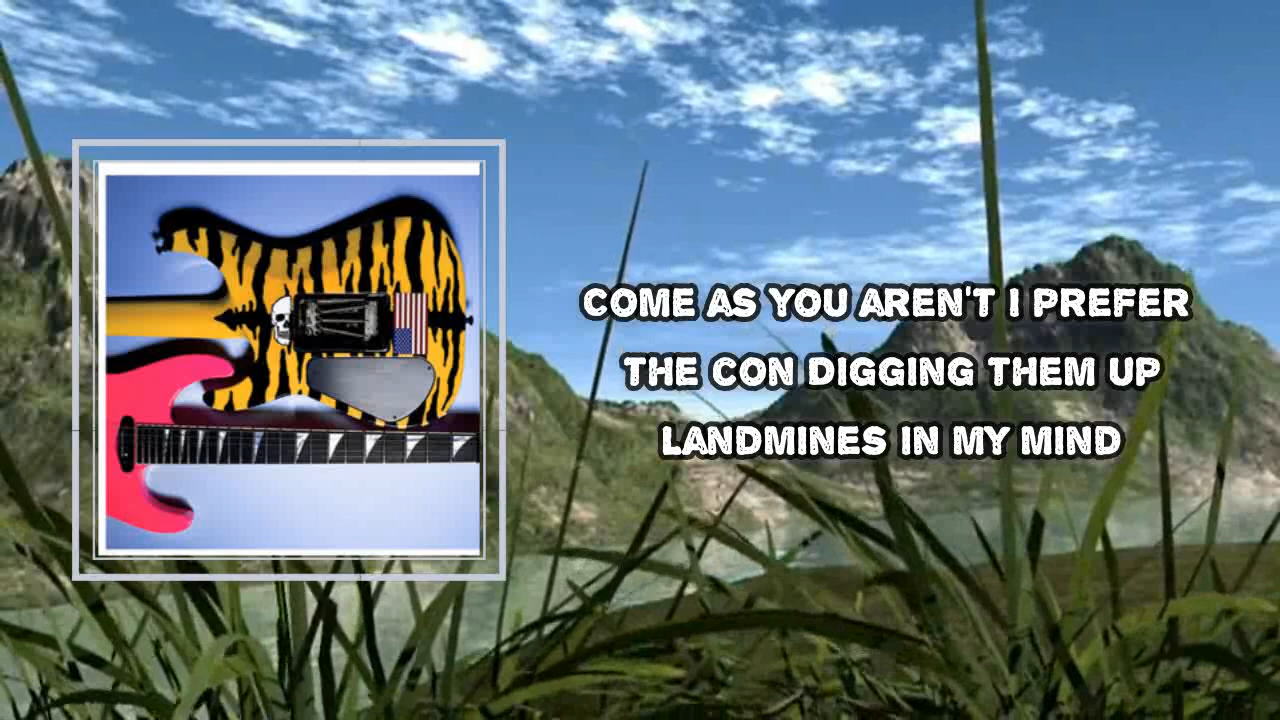 COME AS YOU AREN'T I PREFER
THE CON DIGGING THEM UP
LANDMINES IN MY MIND